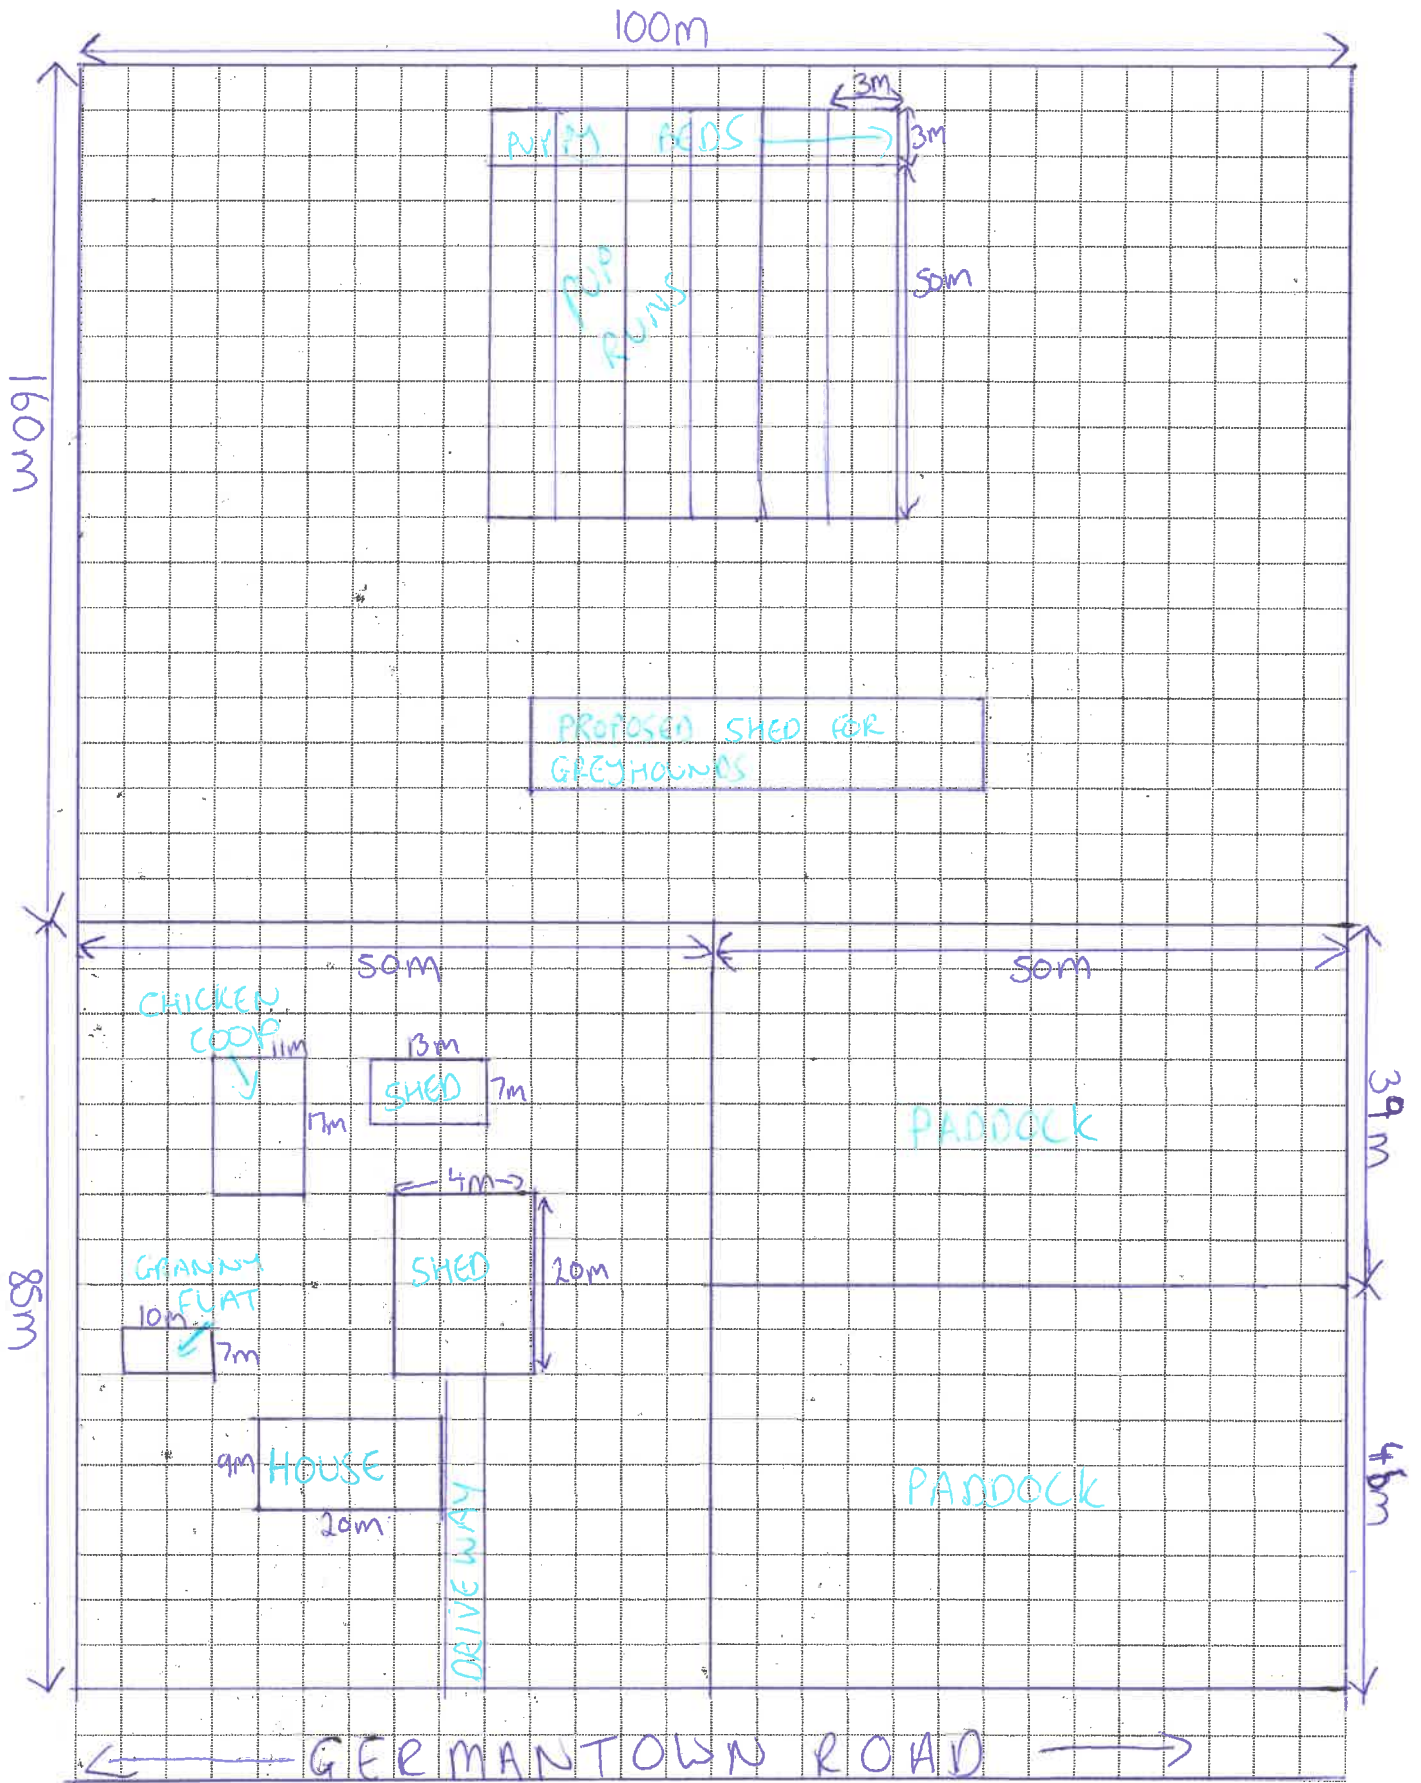 100m
3m
PUPPY BEDS
3m
PUP
RUNS
50m
160m
PROPOSED SHED FOR
GREYHOUNDS
50m
50m
CHICKEN
COOP
11m
13m
SHED
7m
17m
39m
PADDOCK
4m
SHED
20m
GRANNY
FLAT
10m
7m
85m
9m
HOUSE
20m
DRIVE WAY
PADDOCK
46m
GERMANTOWN ROAD